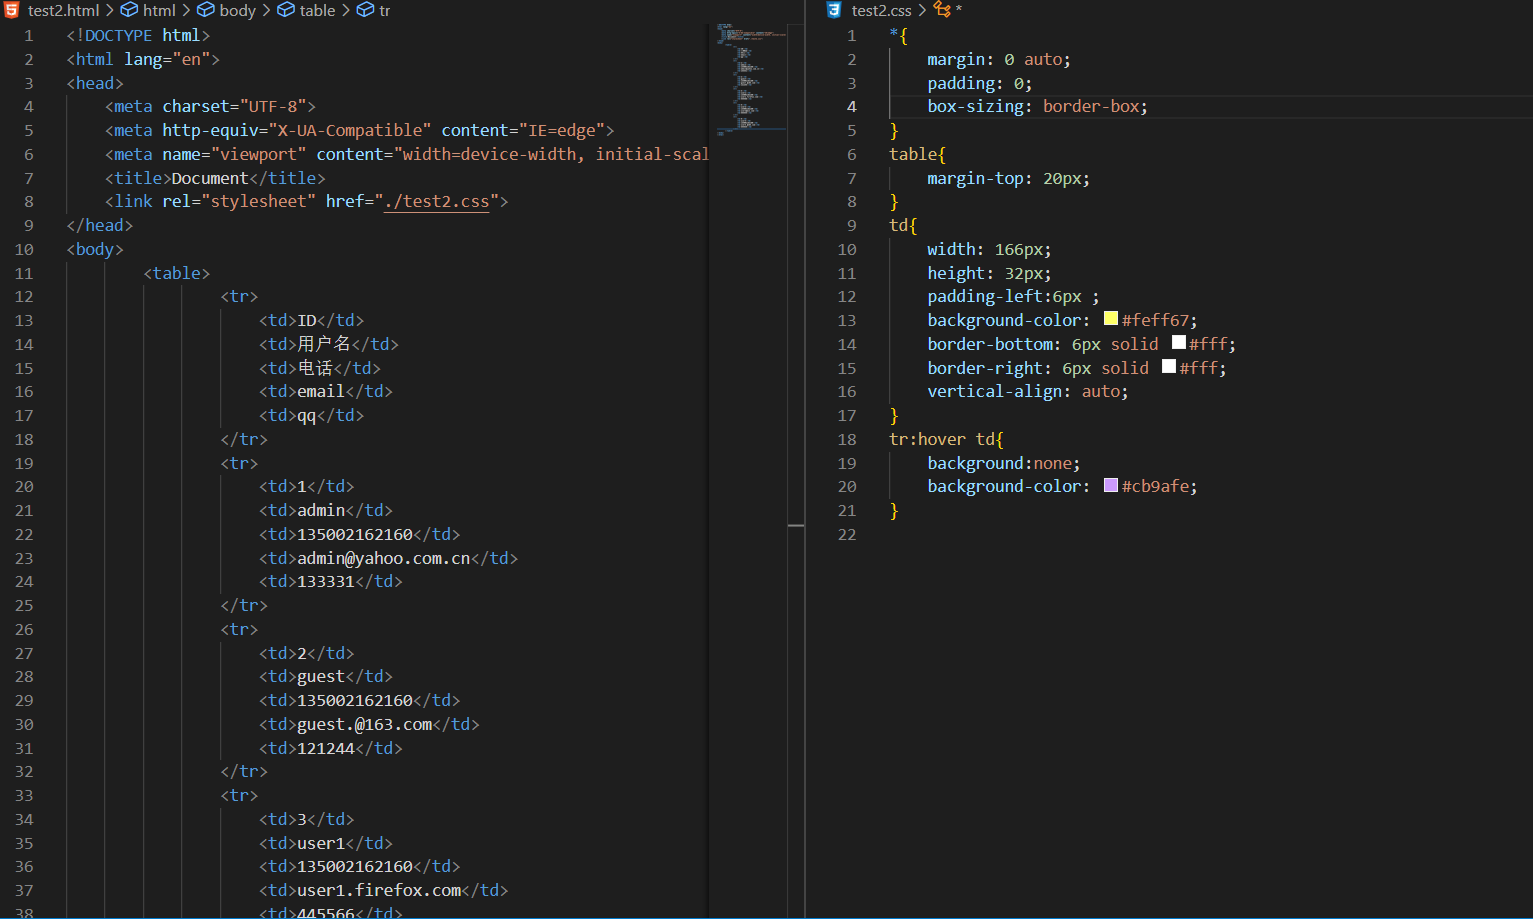 test2.html > html > body > table > tr
1 <!DOCTYPE html>
2 <html lang="en">
3 <head>
4 <meta charset="UTF-8">
5 <meta http-equiv="X-UA-Compatible" content="IE=edge">
6 <meta name="viewport" content="width=device-width, initial-scal
7 <title>Document</title>
8 <link rel="stylesheet" href="./test2.css">
9 </head>
10 <body>
11 <table>
12 <tr>
13 <td>ID</td>
14 <td>用户名</td>
15 <td>电话</td>
16 <td>email</td>
17 <td>qq</td>
18 </tr>
19 <tr>
20 <td>1</td>
21 <td>admin</td>
22 <td>135002162160</td>
23 <td>admin@yahoo.com.cn</td>
24 <td>133331</td>
25 </tr>
26 <tr>
27 <td>2</td>
28 <td>guest</td>
29 <td>135002162160</td>
30 <td>guest.@163.com</td>
31 <td>121244</td>
32 </tr>
33 <tr>
34 <td>3</td>
35 <td>user1</td>
36 <td>135002162160</td>
37 <td>user1.firefox.com</td>
38 <td>445566</td>
test2.css > *
1 *{
2 margin: 0 auto;
3 padding: 0;
4 box-sizing: border-box;
5 }
6 table{
7 margin-top: 20px;
8 }
9 td{
10 width: 166px;
11 height: 32px;
12 padding-left:6px ;
13 background-color: #feff67;
14 border-bottom: 6px solid #fff;
15 border-right: 6px solid #fff;
16 vertical-align: auto;
17 }
18 tr:hover td{
19 background:none;
20 background-color: #cb9afe;
21 }
22